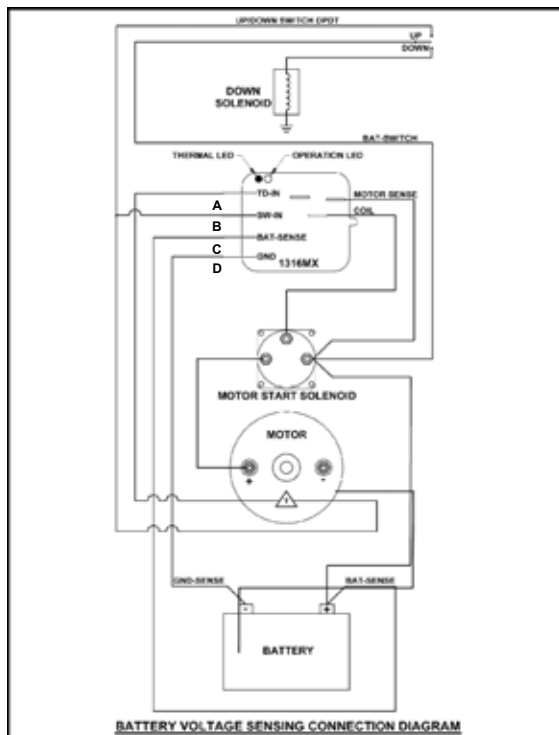 UP/DOWN SWITCH DPDT
UP
DOWN
DOWN
SOLENOID
BAT-SWITCH
THERMAL LED
OPERATION LED
TD-IN
MOTOR SENSE
A
SW-IN
COIL
B
BAT-SENSE
C
GND
D
1316MX
MOTOR START SOLENOID
MOTOR
+
-
GND-SENSE
BAT-SENSE
-
+
BATTERY
BATTERY VOLTAGE SENSING CONNECTION DIAGRAM